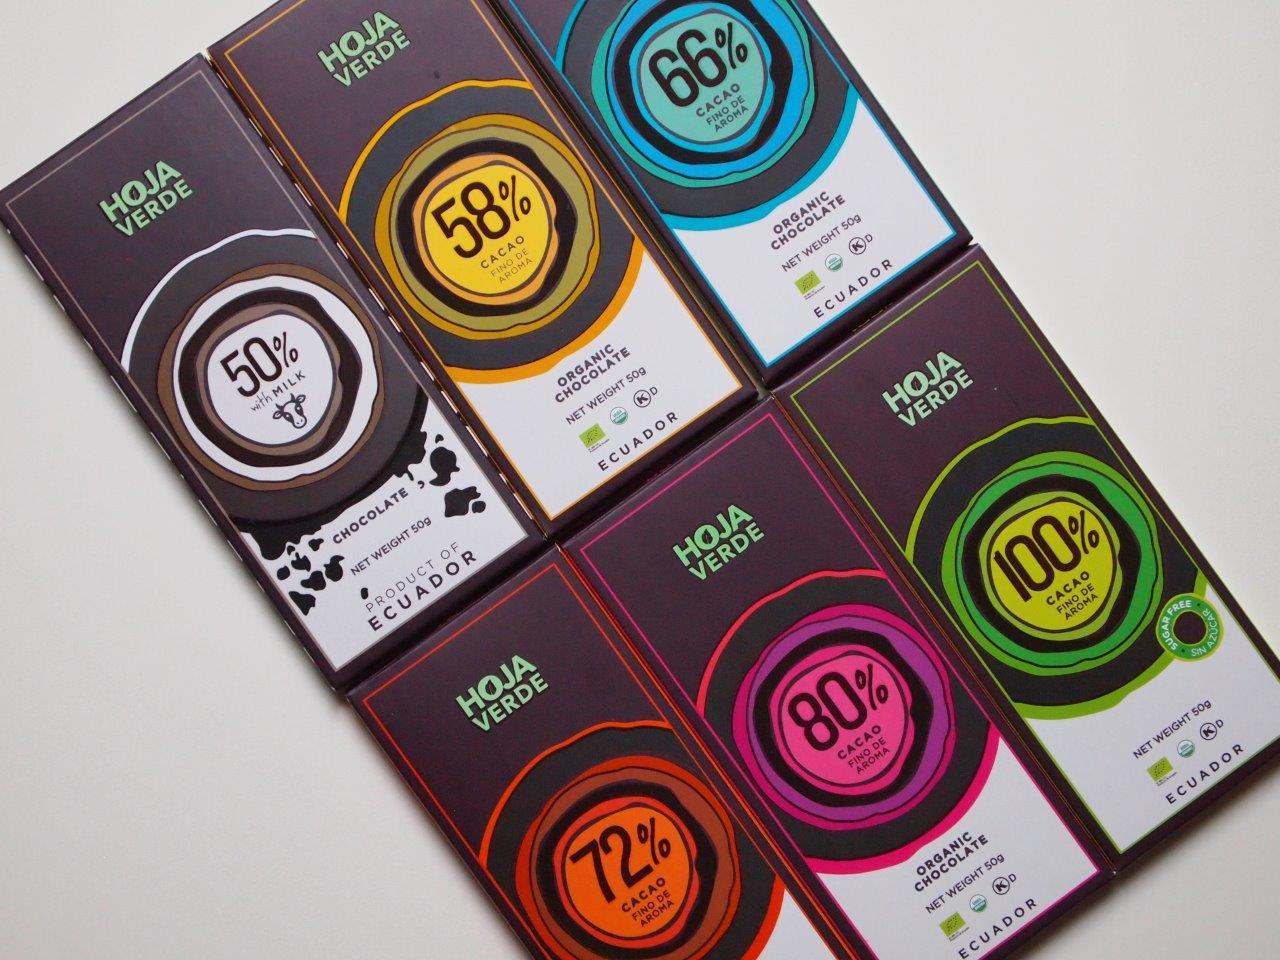 HOJA
VERDE
50%
with MILK
CHOCOLATE
NET WEIGHT 50g
PRODUCT OF
ECUADOR
HOJA
VERDE
58%
CACAO
FINO DE
AROMA
ORGANIC
CHOCOLATE
NET WEIGHT 50g
K D
ECUADOR
66%
CACAO
FINO DE
AROMA
ORGANIC
CHOCOLATE
NET WEIGHT 50g
K D
ECUADOR
HOJA
VERDE
72%
CACAO
FINO DE
AROMA
HOJA
VERDE
80%
CACAO
FINO DE
AROMA
ORGANIC
CHOCOLATE
NET WEIGHT 50g
K D
ECUADOR
HOJA
VERDE
100%
CACAO
FINO DE
AROMA
SUGAR FREE
SIN AZÚCAR
NET WEIGHT 50g
K D
ECUADOR